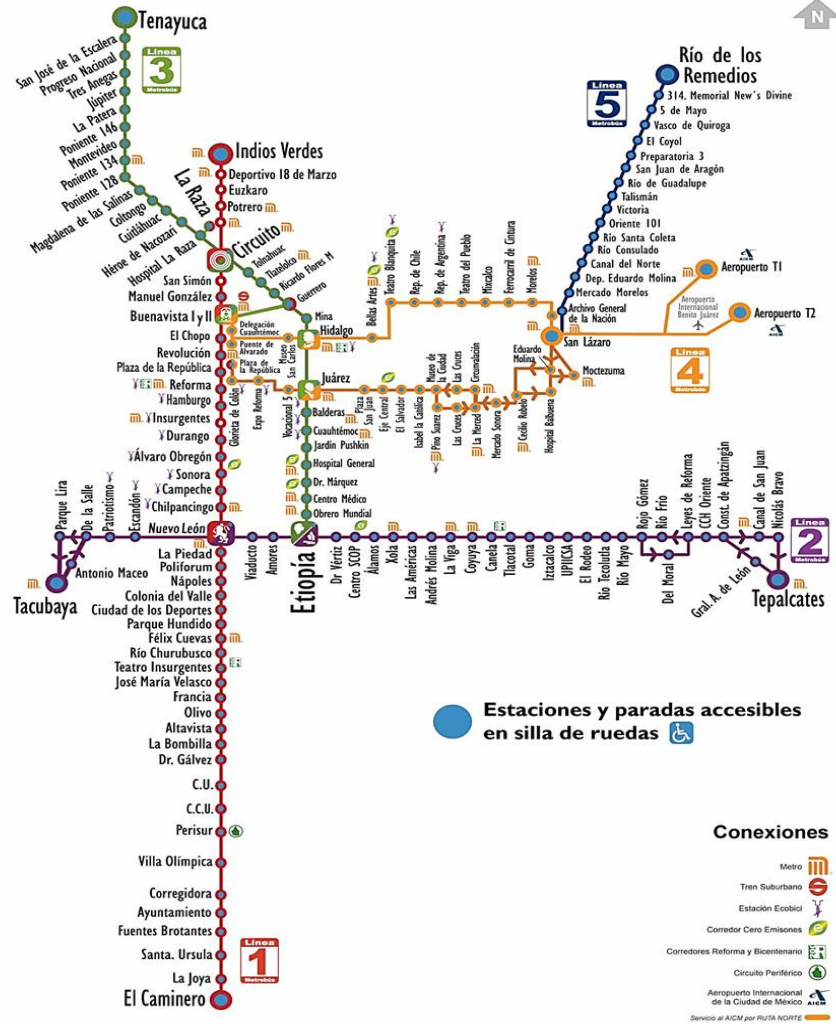 N
Tenayuca
San José de la Escalera
Progreso Nacional
Tres Anegas
Júpiter
La Patera
Poniente 146
Montevideo
Poniente 134
Poniente 128
Magdalena de las Salinas
Coltongo
Cuitláhuac
Héroe de Nacozari
Hospital La Raza
Línea
3
Metrobús
Indios Verdes
Deportivo 18 de Marzo
Euzkaro
Potrero
La Raza
Circuito
Tolnahuac
Tlatelolco
Ricardo Flores M
Guerrero
Mina
Hidalgo
Juárez
San Simón
Manuel González
Buenavista I y II
El Chopo
Revolución
Plaza de la República
Reforma
Hamburgo
Insurgentes
Durango
Álvaro Obregón
Sonora
Campeche
Chilpancingo
Nuevo León
Delegación
Cuauhtémoc
Puente de
Alvarado
Plaza de
la República
Museo
San Carlos
Glorieta de Colón
Expo Reforma
Vocacional 5
Balderas
Cuauhtémoc
Jardín Pushkin
Hospital General
Dr. Márquez
Centro Médico
Obrero Mundial
Etiopía
Bellas Artes
Teatro Blanquita
Rep. de Chile
Rep. de Argentina
Teatro del Pueblo
Mixcalco
Ferrocarril de Cintura
Morelos
Plaza
San Juan
Eje Central
El Salvador
Isabel la Católica
Museo de
la Ciudad
Pino Suarez
Las Cruces
Las Cruces
Circunvalación
La Merced
Mercado Sonora
Cecilio Robelo
Eduardo
Molina
Hospital Balbuena
Moctezuma
San Lázaro
Río de los
Remedios
Línea
5
Metrobús
314. Memorial New's Divine
5 de Mayo
Vasco de Quiroga
El Coyol
Preparatoria 3
San Juan de Aragón
Río de Guadalupe
Talismán
Victoria
Oriente 101
Río Santa Coleta
Río Consulado
Canal del Norte
Dep. Eduardo Molina
Mercado Morelos
Archivo General
de la Nación
AICM
Aeropuerto T1
Aeropuerto
Internacional
Benito Juárez
Aeropuerto T2
AICM
Línea
4
Metrobús
Parque Lira
De la Salle
Patriotismo
Escandón
Antonio Maceo
Tacubaya
Viaducto
Amores
Dr Vértiz
Centro SCOP
Álamos
Xola
Las Américas
Andrés Molina
La Viga
Coyuya
Canela
Tlacotal
Goma
Iztacalco
UPIICSA
El Rodeo
Río Tecolutla
Río Mayo
Rojo Gómez
Río Frío
Del Moral
Leyes de Reforma
CCH Oriente
Const. de Apatzingán
Canal de San Juan
Nicolás Bravo
Gral. A. de León
Tepalcates
Línea
2
Metrobús
La Piedad
Poliforum
Nápoles
Colonia del Valle
Ciudad de los Deportes
Parque Hundido
Félix Cuevas
Río Churubusco
Teatro Insurgentes
José María Velasco
Francia
Olivo
Altavista
La Bombilla
Dr. Gálvez
C.U.
C.C.U.
Perisur
Villa Olímpica
Corregidora
Ayuntamiento
Fuentes Brotantes
Santa. Ursula
La Joya
El Caminero
Línea
1
Metrobús
Estaciones y paradas accesibles
en silla de ruedas
Conexiones
Metro
Tren Suburbano
Estación Ecobici
Corredor Cero Emisones
Corredores Reforma y Bicentenario
Circuito Periférico
Aeropuerto Internacional
de la Ciudad de México
AICM
Servicio al AICM por RUTA NORTE